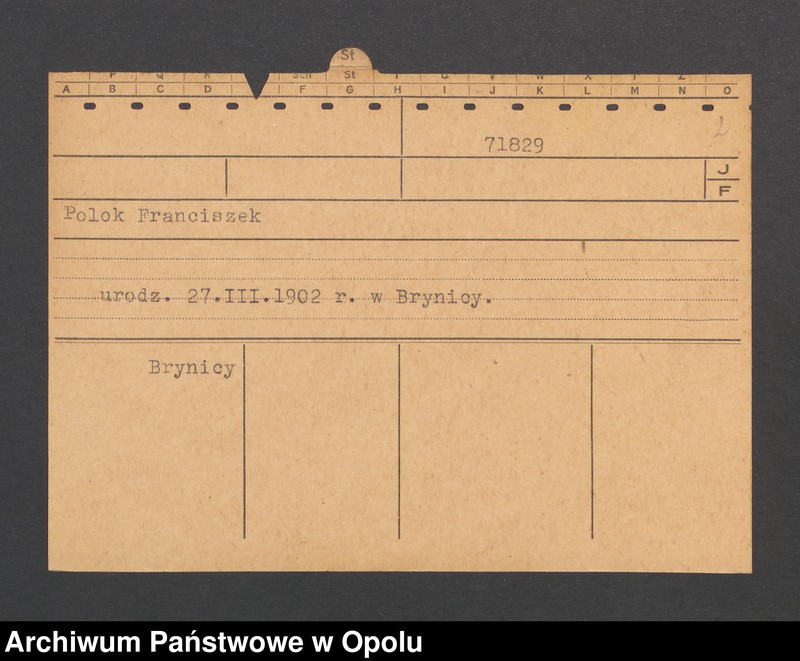 St
P Q R Sch St T U V W X Y Z
A B C D F G H I J K L M N O
2
71829
J
F
Polok Franciszek
urodz. 27.III.1902 r. w Brynicy.
Brynicy
Archiwum Państwowe w Opolu